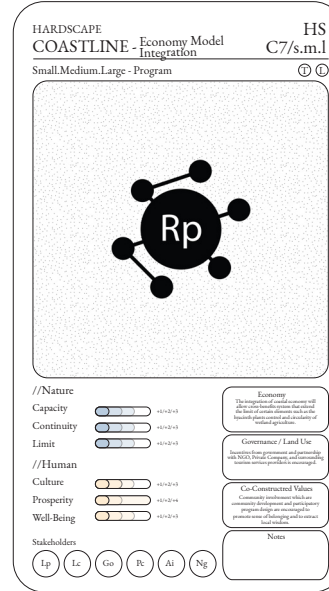 HARDSCAPE
HS
COASTLINE - Economy Model
Integration
C7/s.m.l
Small.Medium.Large - Program
T L
Rp
//Nature
Capacity
+1/+2/+3
Continuity
+1/+2/+3
Limit
+1/+2/+3
//Human
Culture
+1/+2/+3
Prosperity
+1/+2/+4
Well-Being
+1/+2/+3
Stakeholders
Lp Lc Go Pc Ai Ng
Economy
The integration of coastal economy will
allow cross-benefits system that extend
the limit of certain elements such as the
hyacinth plants control and circularity of
wetland agriculture.
Governance / Land Use
Incentives from government and partnership
with NGO, Private Company, and surrounding
tourism services providers is encouraged.
Co-Constructed Values
Community involvement which are
community development and participatory
program design are encouraged to
promote sense of belonging and to extract
local wisdom.
Notes